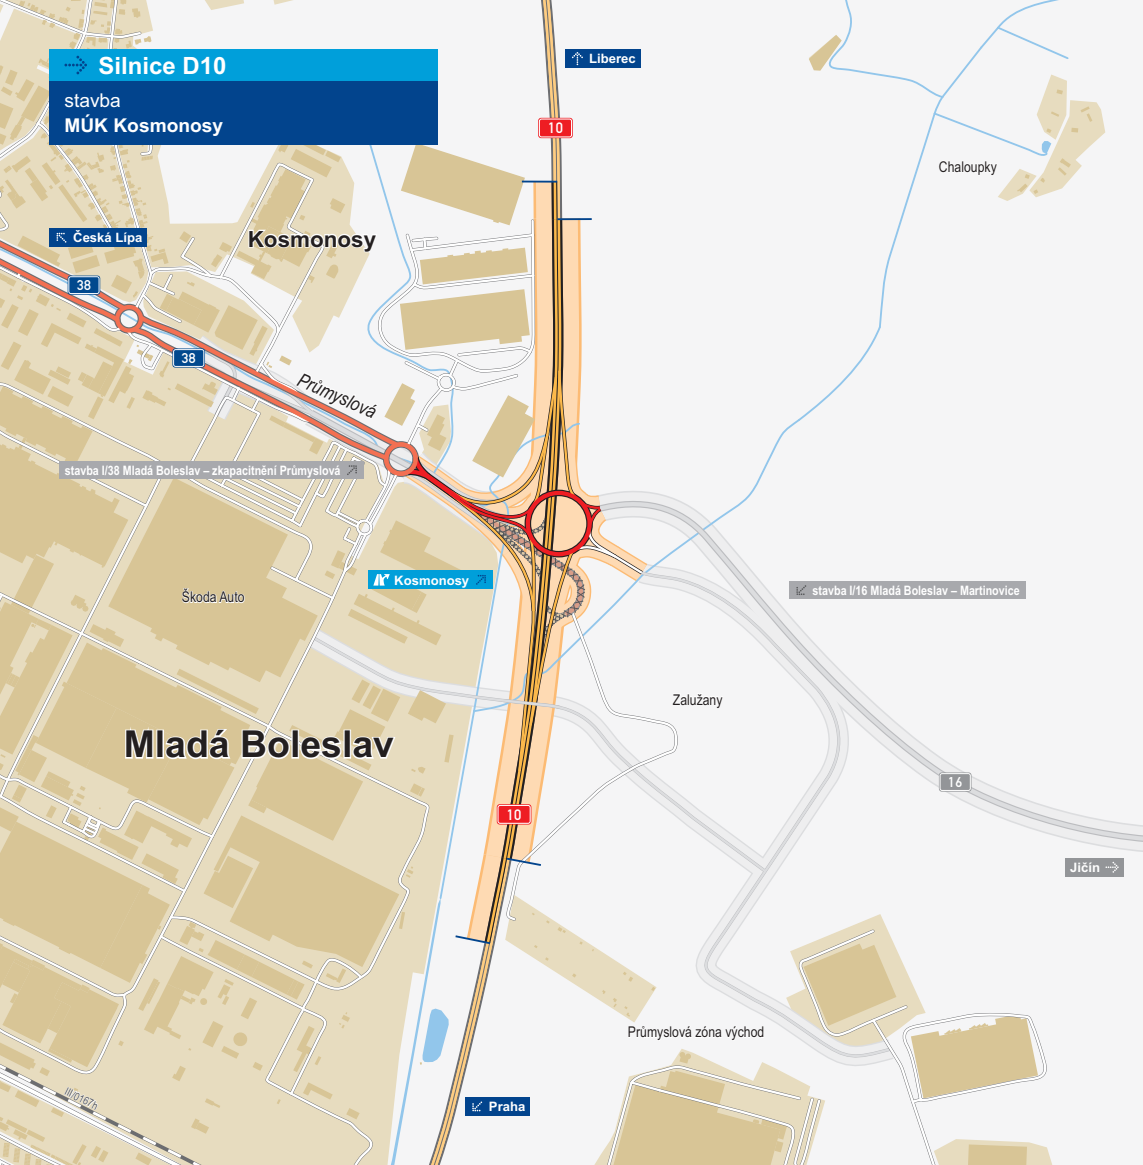 Silnice D10
stavba
MÚK Kosmonosy
Liberec
10
Chaloupky
Česká Lípa
Kosmonosy
38
38
Průmyslová
stavba I/38 Mladá Boleslav – zkapacitnění Průmyslová
Kosmonosy
stavba I/16 Mladá Boleslav – Martinovice
Škoda Auto
Zalužany
Mladá Boleslav
16
10
Jičín
Průmyslová zóna východ
III/0167h
Praha